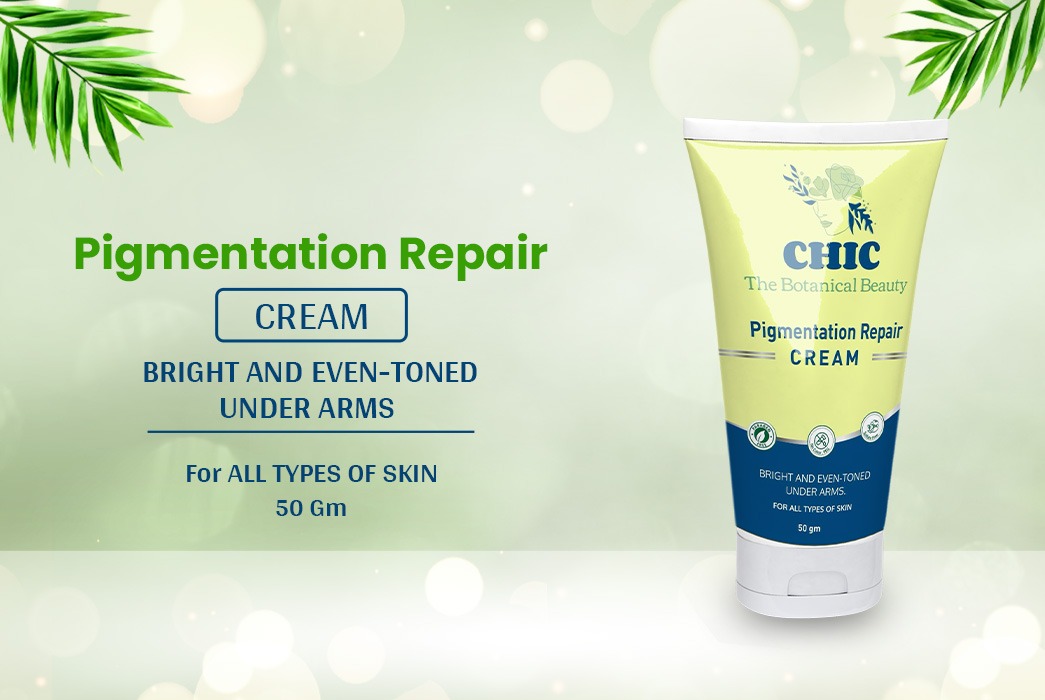 Pigmentation Repair
CREAM
BRIGHT AND EVEN-TONED
UNDER ARMS
For ALL TYPES OF SKIN
50 Gm
CHIC
The Botanical Beauty
Pigmentation Repair
CREAM
BRIGHT AND EVEN-TONED
UNDER ARMS.
FOR ALL TYPES OF SKIN
50 gm